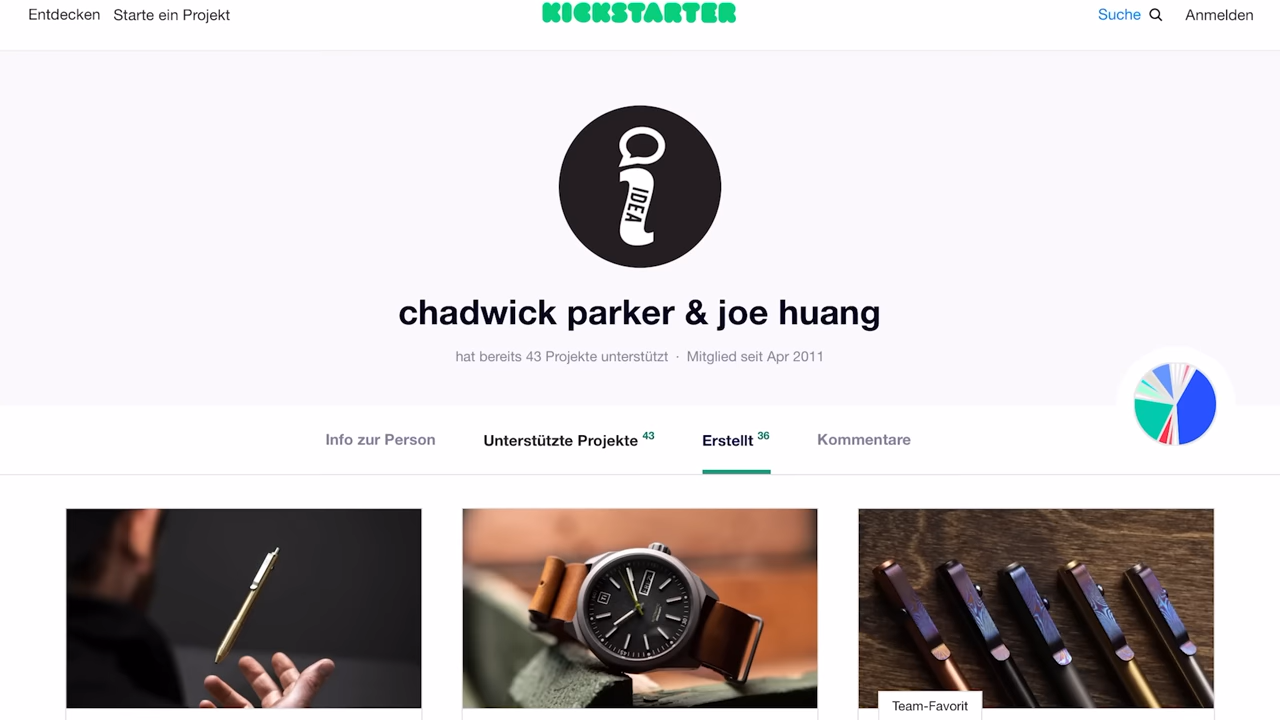 Entdecken Starte ein Projekt KICKSTARTER Suche Anmelden
IDEA
chadwick parker & joe huang
hat bereits 43 Projekte unterstützt · Mitglied seit Apr 2011
Info zur Person Unterstützte Projekte 43 Erstellt 36 Kommentare
Team-Favorit